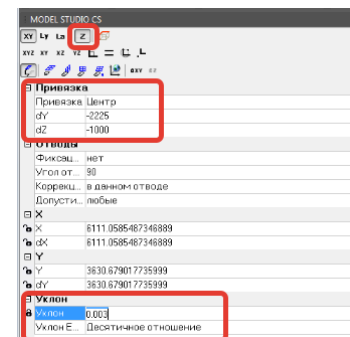 MODEL STUDIO CS
XY Ly La Z
XYZ XY XZ YZ
Привязка
Привязка Центр
dY -2225
dZ -1000
Отводы
Фиксац... нет
Угол от... 90
Коррекц... в данном отводе
Допусти... любые
X
X 6111.0585487346889
dX 6111.0585487346889
Y
Y 3630.679017735999
dY 3630.679017735999
Уклон
Уклон 0.003
Уклон Е... Десятичное отношение